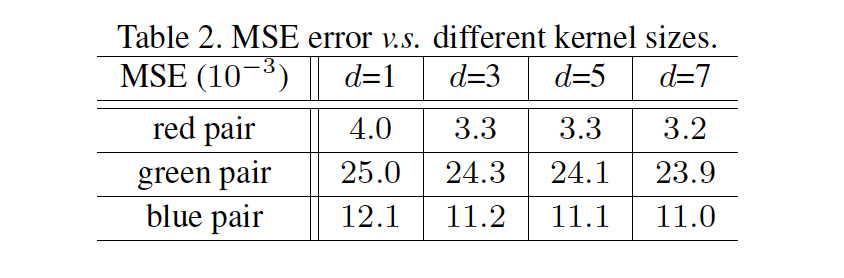 Table 2. MSE error v.s. different kernel sizes.
MSE (10⁻³) d=1 d=3 d=5 d=7
red pair 4.0 3.3 3.3 3.2
green pair 25.0 24.3 24.1 23.9
blue pair 12.1 11.2 11.1 11.0